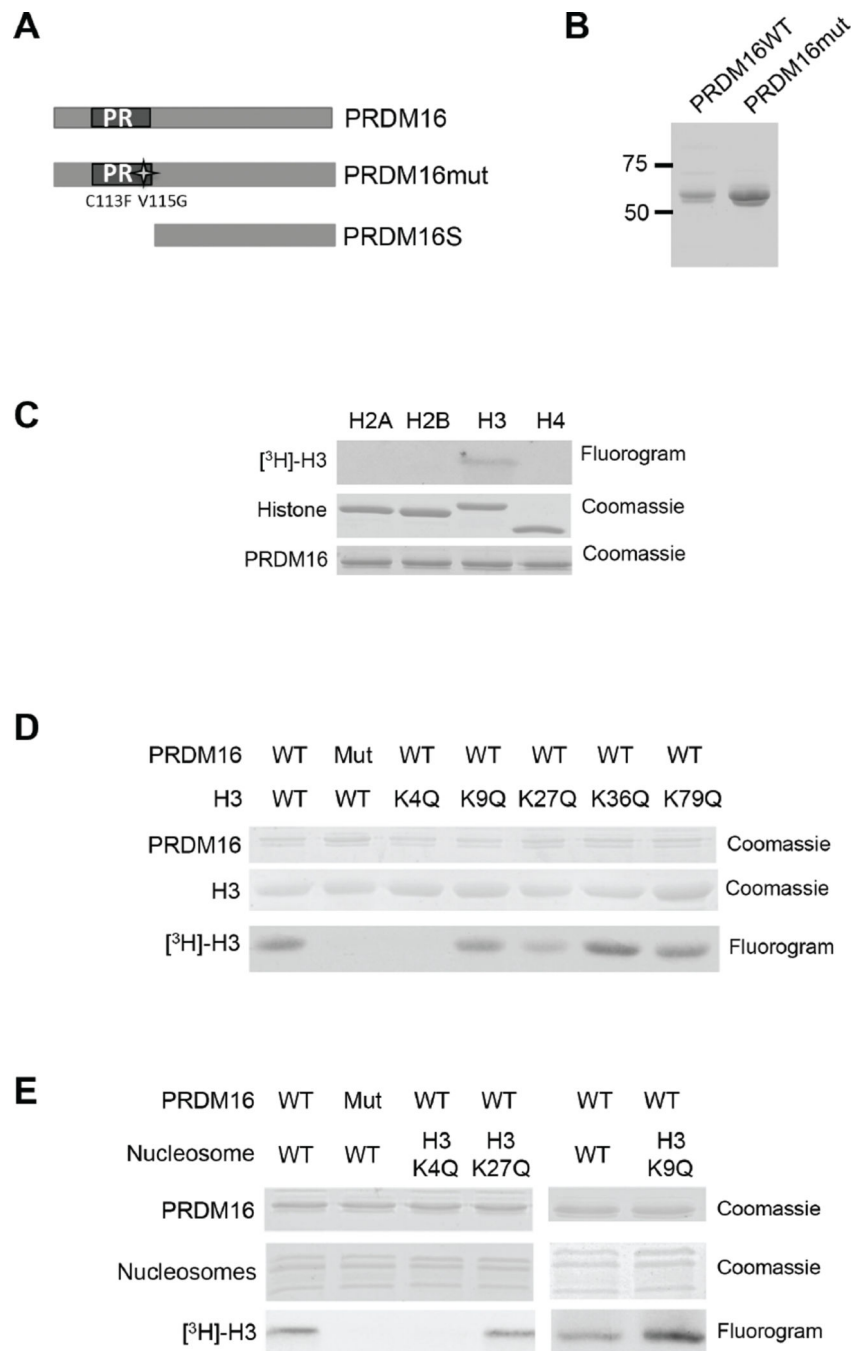 A
PR PRDM16
PR PRDM16mut
C113F V115G
PRDM16S
B
PRDM16WT PRDM16mut
75
50
C
H2A H2B H3 H4
[³H]-H3 Fluorogram
Histone Coomassie
PRDM16 Coomassie
D
PRDM16 WT Mut WT WT WT WT WT
H3 WT WT K4Q K9Q K27Q K36Q K79Q
PRDM16 Coomassie
H3 Coomassie
[³H]-H3 Fluorogram
E
PRDM16 WT Mut WT WT WT WT
H3 H3 H3
Nucleosome WT WT K4Q K27Q WT K9Q
PRDM16 Coomassie
Nucleosomes Coomassie
[³H]-H3 Fluorogram